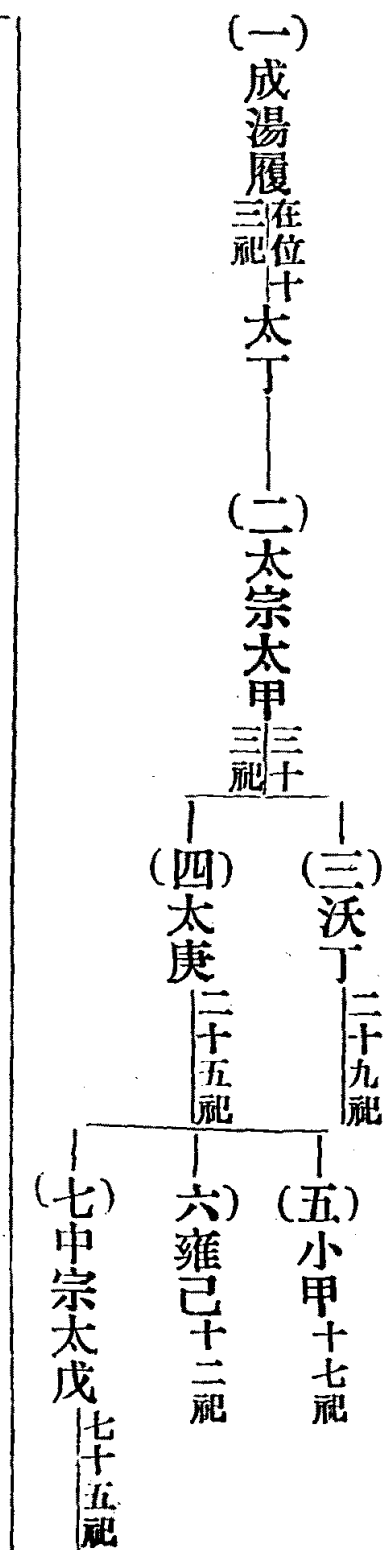 (一)成湯履在位十三祀
太丁
(二)太宗太甲三十三祀
(三)沃丁二十九祀
(四)太庚二十五祀
(五)小甲十七祀
六)雍己十二祀
(七)中宗太戊七十五祀